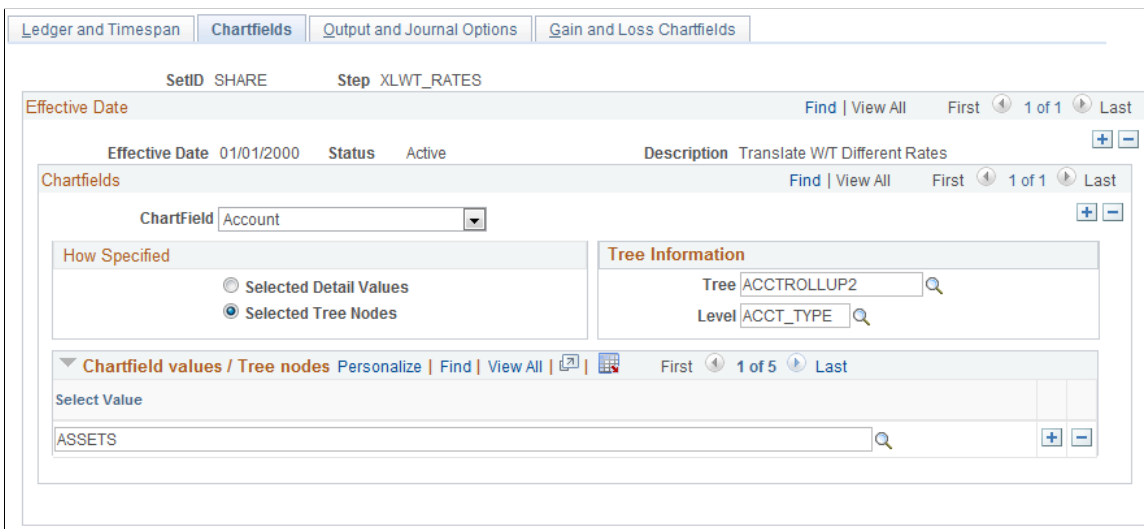 Ledger and Timespan Chartfields Output and Journal Options Gain and Loss Chartfields
SetID SHARE Step XLWT_RATES
Effective Date Find | View All First 1 of 1 Last
Effective Date 01/01/2000 Status Active Description Translate W/T Different Rates
Chartfields Find | View All First 1 of 1 Last
ChartField Account
How Specified Tree Information
Selected Detail Values Tree ACCTROLLUP2
Selected Tree Nodes Level ACCT_TYPE
Chartfield values / Tree nodes Personalize | Find | View All | | First 1 of 5 Last
Select Value
ASSETS